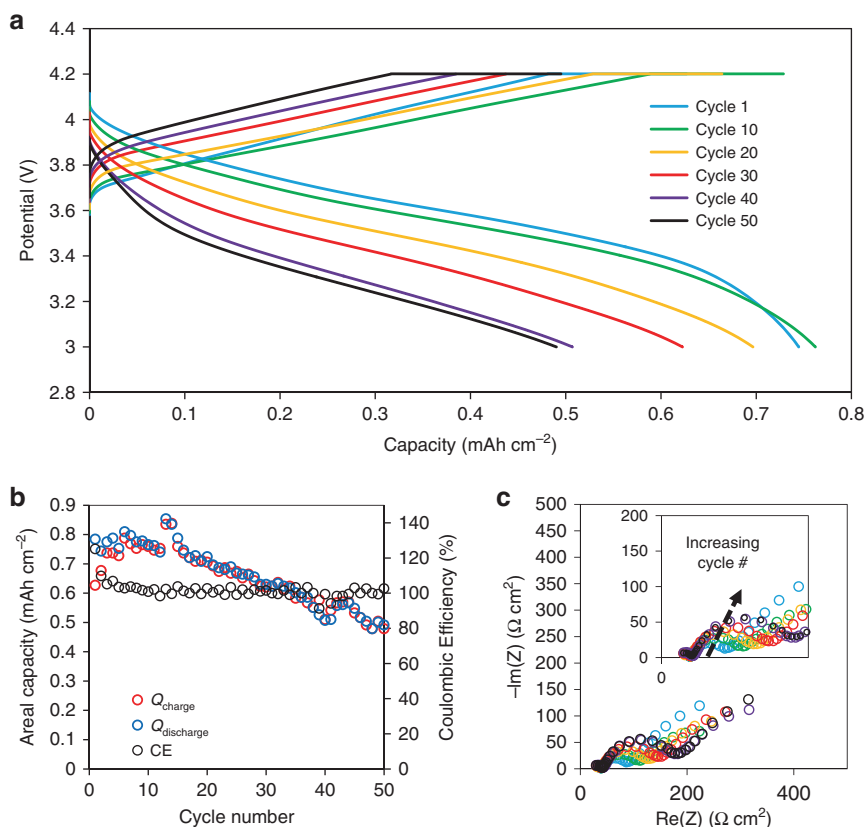 a
4.4
4.2
4
3.8
3.6
3.4
3.2
3
2.8
Potential (V)
Cycle 1
Cycle 10
Cycle 20
Cycle 30
Cycle 40
Cycle 50
0 0.1 0.2 0.3 0.4 0.5 0.6 0.7 0.8
Capacity (mAh cm⁻²)
b
0.9
0.8
0.7
0.6
0.5
0.4
0.3
0.2
0.1
0
Areal capacity (mAh cm⁻²)
Qcharge
Qdischarge
CE
140
120
100
80
60
40
20
0
Coulombic Efficiency (%)
0 10 20 30 40 50
Cycle number
c
500
450
400
350
300
250
200
150
100
50
0
–Im(Z) (Ω cm²)
200
150
100
50
0
0
Increasing
cycle #
0 200 400
Re(Z) (Ω cm²)